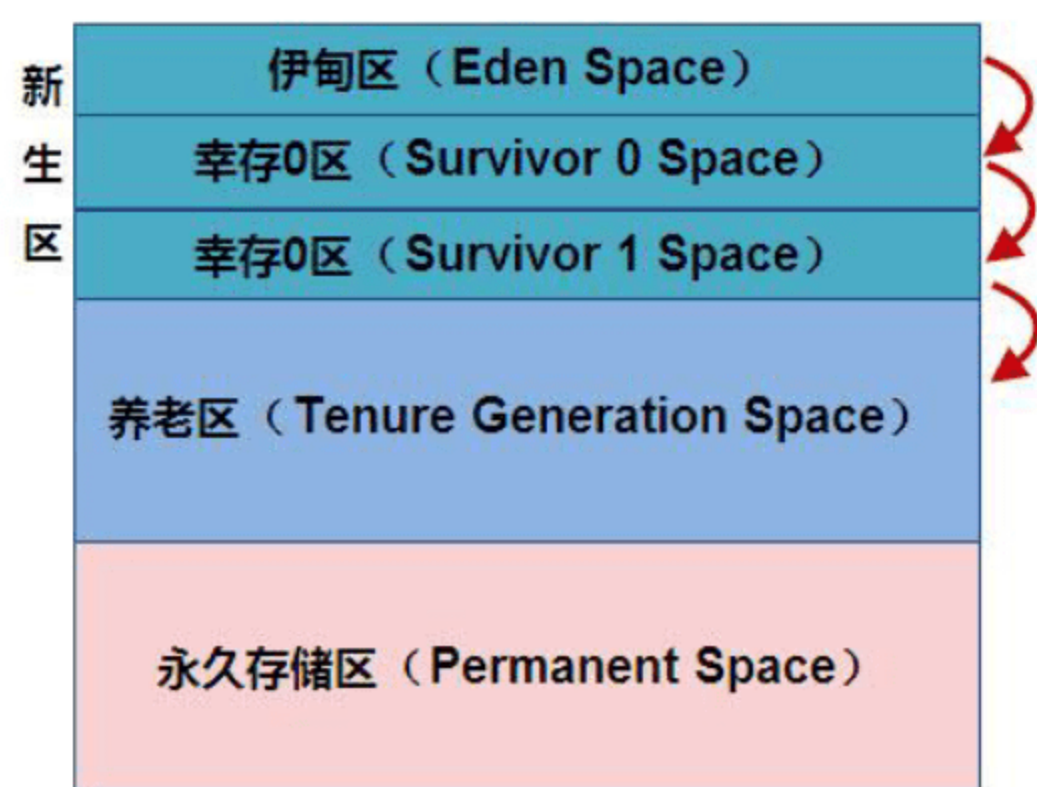 新生区
伊甸区（Eden Space）
幸存0区（Survivor 0 Space）
幸存0区（Survivor 1 Space）
养老区（Tenure Generation Space）
永久存储区（Permanent Space）